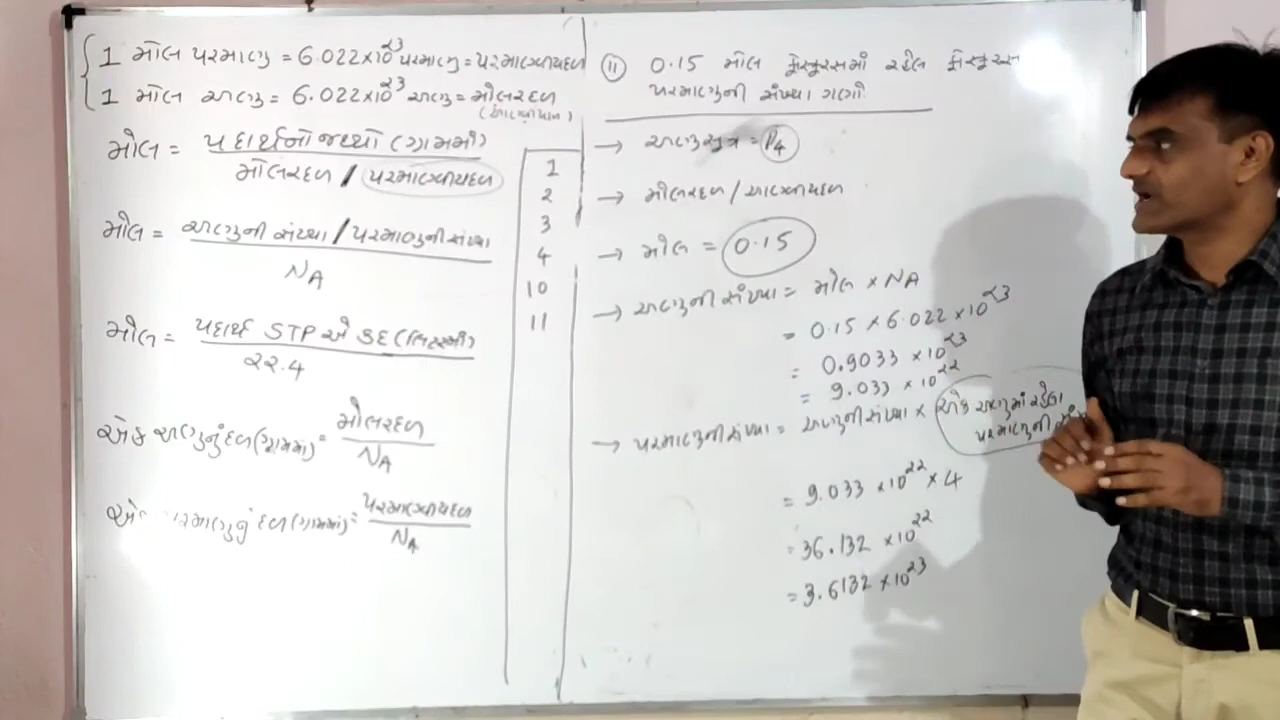 1 મોલ પરમાણુ = 6.022×10²³ પરમાણુ = પરમાણ્વીયદળ
1 મોલ અણુ = 6.022×10²³ અણુ = મોલરદળ
(આણ્વીયદળ)
મોલ = પદાર્થનો જથ્થો (ગ્રામમાં)
મોલરદળ / પરમાણ્વીયદળ
મોલ = અણુની સંખ્યા / પરમાણુની સંખ્યા
NA
મોલ = પદાર્થ STP એ કદ (લિટરમાં)
૨૨.4
એક અણુનું દળ (ગ્રામમાં) = મોલરદળ
NA
પરમાણુનું દળ (ગ્રામમાં) = પરમાણ્વીયદળ
NA
1
2
3
4
10
11
(11) 0.15 મોલ ફોસ્ફરસમાં રહેલ ફોસ્ફરસ
પરમાણુની સંખ્યા ગણો
→ અણુસૂત્ર = P4
→ મોલરદળ / આણ્વીયદળ
→ મોલ = 0.15
→ અણુની સંખ્યા = મોલ × NA
= 0.15 × 6.022 × 10²³
= 0.9033 × 10²³
= 9.033 × 10²²
→ પરમાણુની સંખ્યા = અણુની સંખ્યા × એક અણુમાં રહેલા
પરમાણુની
= 9.033 × 10²² × 4
= 36.132 × 10²²
= 3.6132 × 10²³